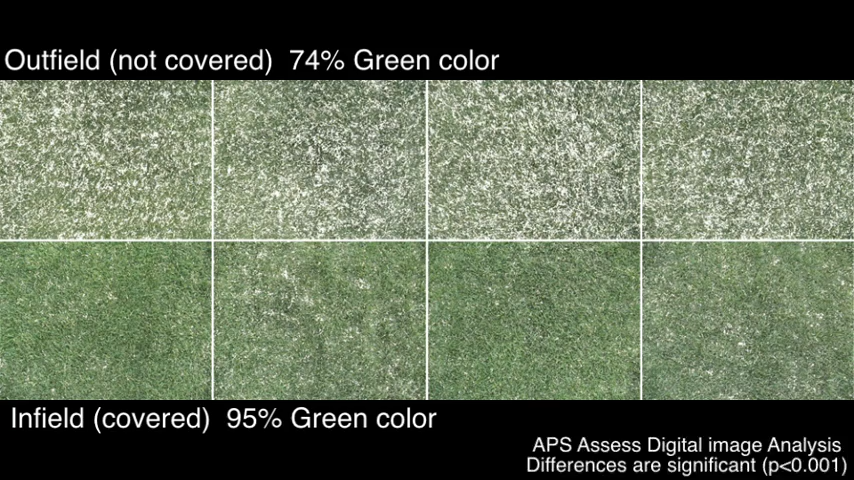 Outfield (not covered)  74% Green color
Infield (covered)  95% Green color
APS Assess Digital image Analysis
Differences are significant (p<0.001)